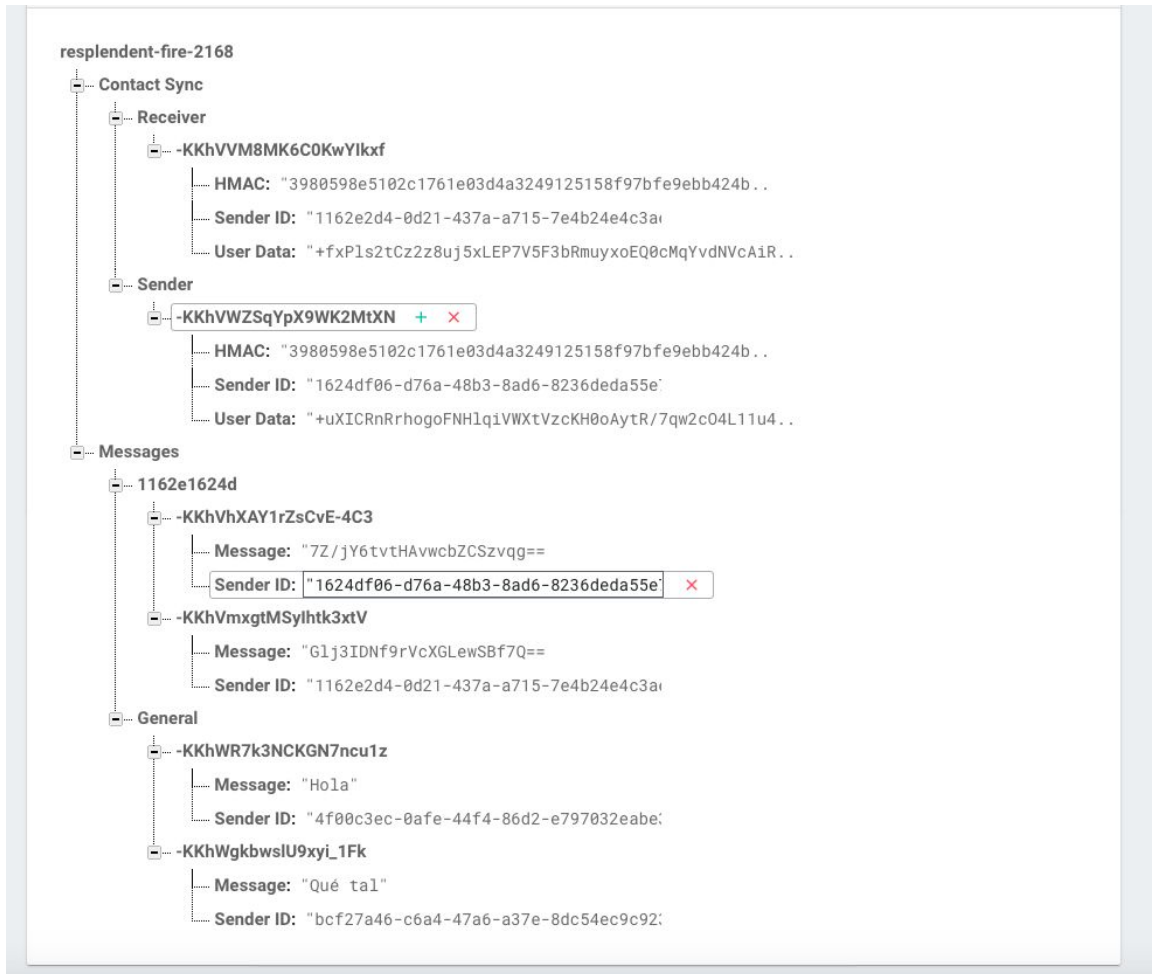 resplendent-fire-2168
Contact Sync
Receiver
-KKhVVM8MK6C0KwYIkxf
HMAC: "3980598e5102c1761e03d4a3249125158f97bfe9ebb424b..
Sender ID: "1162e2d4-0d21-437a-a715-7e4b24e4c3a
User Data: "+fxPls2tCz2z8uj5xLEP7V5F3bRmuyxoEQ0cMqYvdNVcAiR..
Sender
-KKhVWZSqYpX9WK2MtXN + ×
HMAC: "3980598e5102c1761e03d4a3249125158f97bfe9ebb424b..
Sender ID: "1624df06-d76a-48b3-8ad6-8236deda55e
User Data: "+uXICRnRrhogoFNHlqiVWXtVzcKH0oAytR/7qw2cO4L11u4..
Messages
1162e1624d
-KKhVhXAY1rZsCvE-4C3
Message: "7Z/jY6tvtHAvwcbZCSzvqg==
Sender ID: "1624df06-d76a-48b3-8ad6-8236deda55e ×
-KKhVmxgtMSyIhtk3xtV
Message: "Glj3IDNf9rVcXGLewSBf7Q==
Sender ID: "1162e2d4-0d21-437a-a715-7e4b24e4c3a
General
-KKhWR7k3NCKGN7ncu1z
Message: "Hola"
Sender ID: "4f00c3ec-0afe-44f4-86d2-e797032eabe
-KKhWgkbwslU9xyi_1Fk
Message: "Qué tal"
Sender ID: "bcf27a46-c6a4-47a6-a37e-8dc54ec9c92